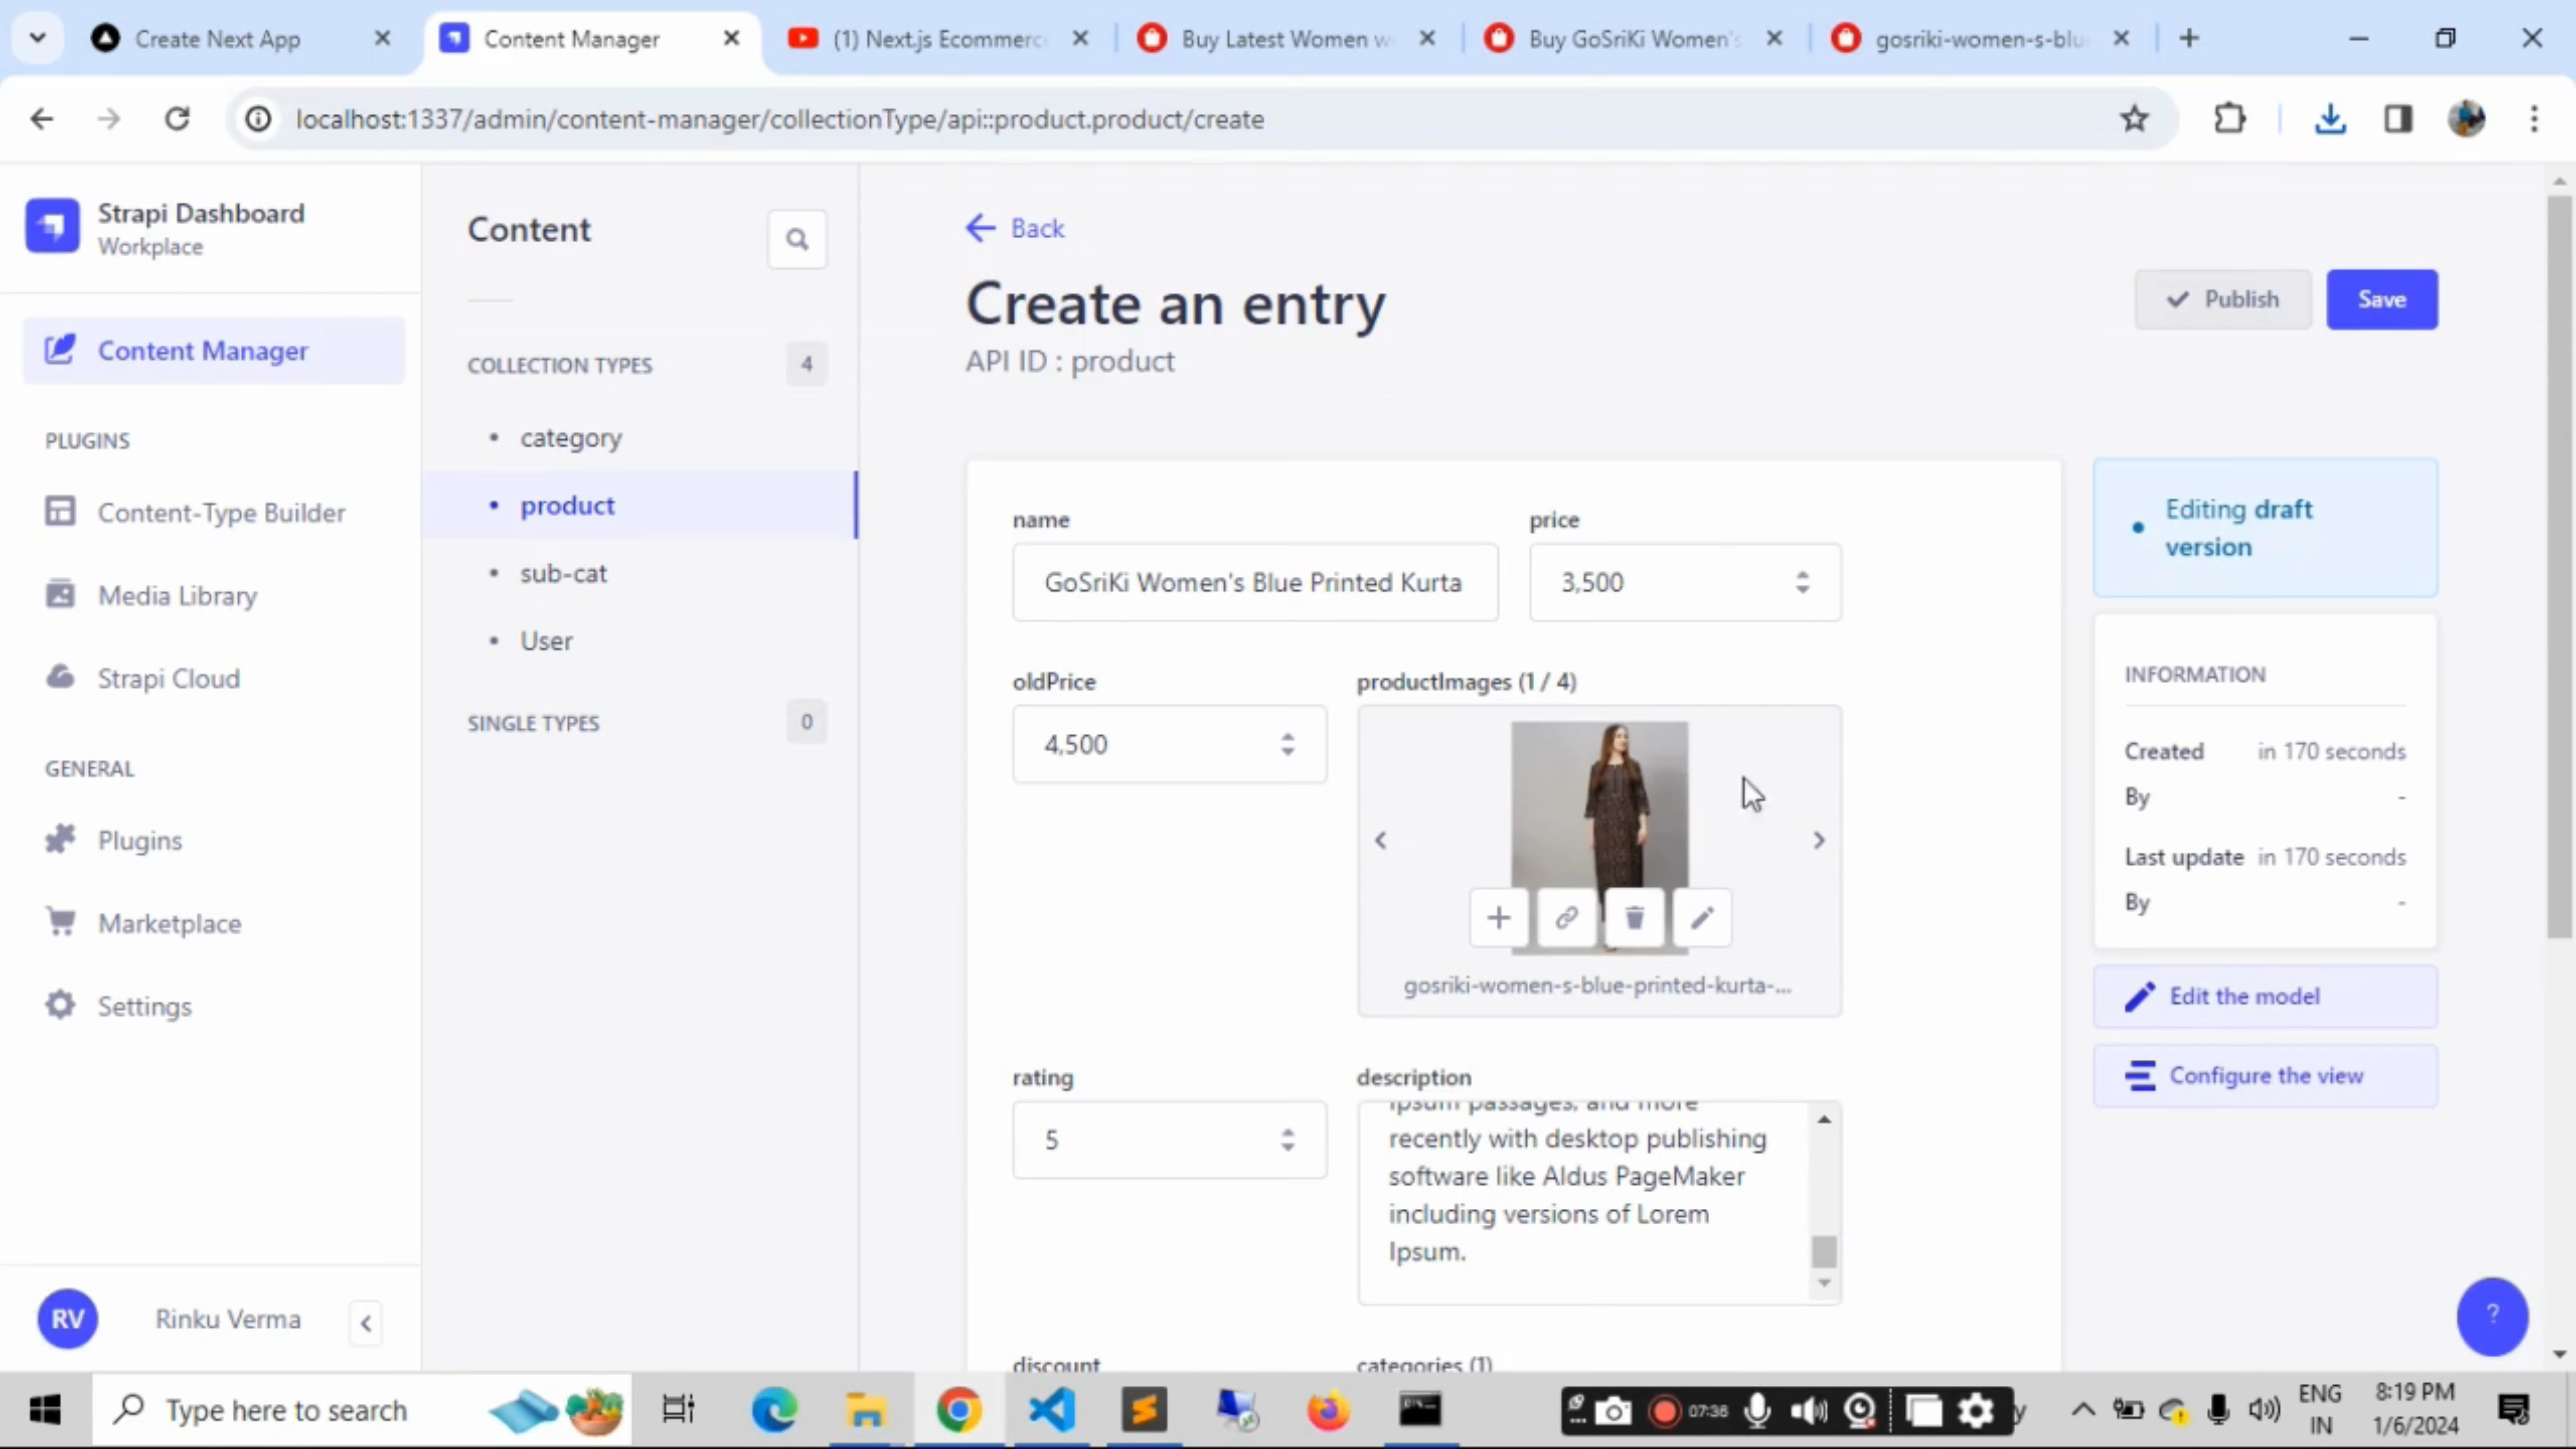 Create Next App
Content Manager
(1) Next.js Ecommerc
Buy Latest Women w
Buy GoSriKi Women's
gosriki-women-s-blu
localhost:1337/admin/content-manager/collectionType/api::product.product/create
Strapi Dashboard
Workplace
Content Manager
PLUGINS
Content-Type Builder
Media Library
Strapi Cloud
GENERAL
Plugins
Marketplace
Settings
RV
Rinku Verma
Content
COLLECTION TYPES
4
category
product
sub-cat
User
SINGLE TYPES
0
Back
Create an entry
API ID : product
Publish
Save
name
GoSriKi Women's Blue Printed Kurta
price
3,500
oldPrice
4,500
productImages (1 / 4)
gosriki-women-s-blue-printed-kurta-...
rating
5
description
Ipsum passages, and more
recently with desktop publishing
software like Aldus PageMaker
including versions of Lorem
Ipsum.
discount
categories (1)
Editing draft
version
INFORMATION
Created
in 170 seconds
By
-
Last update
in 170 seconds
By
-
Edit the model
Configure the view
?
Type here to search
07:36
y
ENG
IN
8:19 PM
1/6/2024